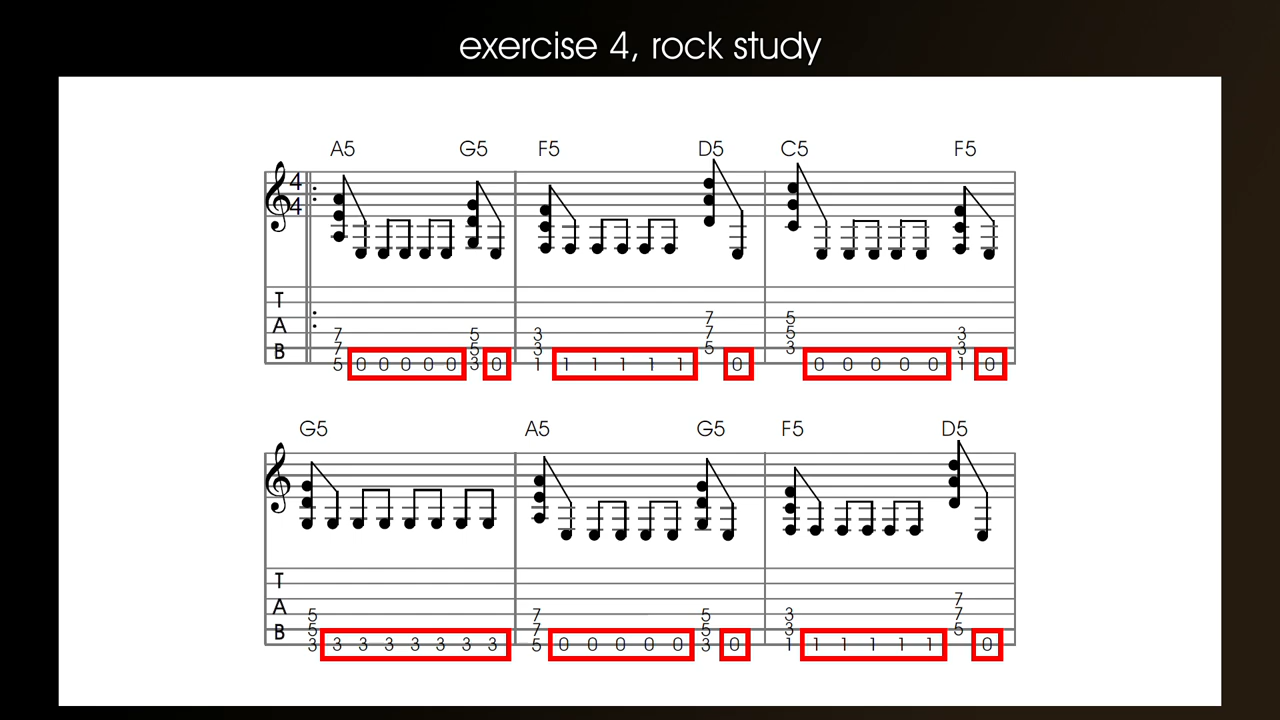 exercise 4, rock study
A5 G5 F5 D5 C5 F5
4
4
T
A
B
7 5 3 7 5 3
7 5 3 7 5 3
5 0 0 0 0 0 3 0 1 1 1 1 1 1 5 0 3 0 0 0 0 0 1 0
7 5
G5 A5 G5 F5 D5
T
A
B
5 7 5 3 7
5 7 5 3 7
3 3 3 3 3 3 3 3 5 0 0 0 0 0 3 0 1 1 1 1 1 1 5 0